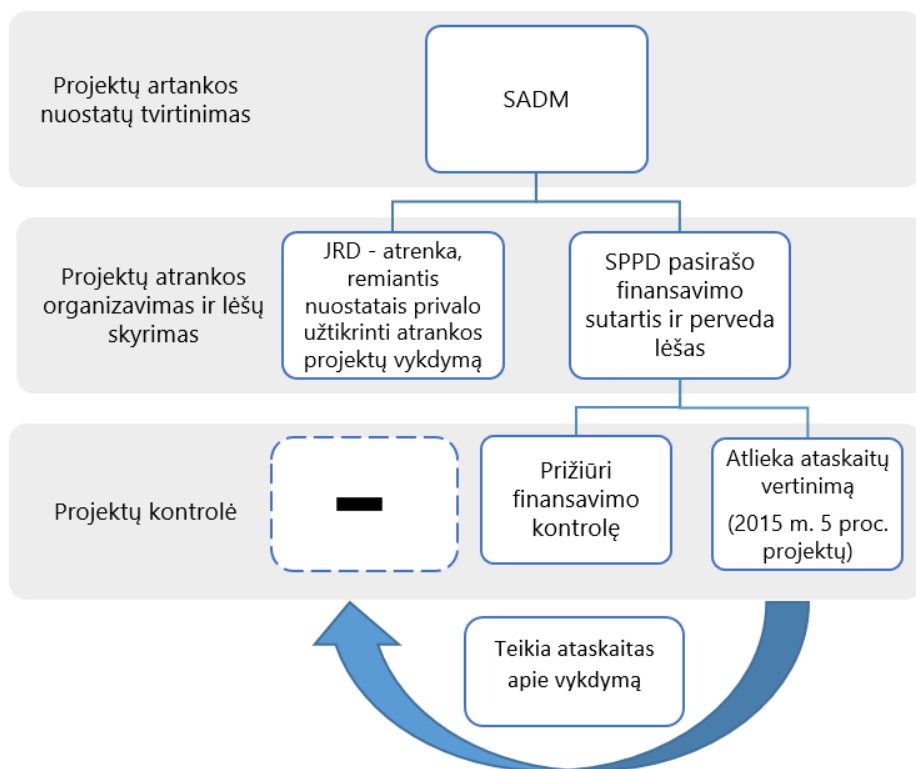 Projektų artankos
nuostatų tvirtinimas
SADM
Projektų atrankos
organizavimas ir lėšų
skyrimas
JRD - atrenka,
remiantis
nuostatais privalo
užtikrinti atrankos
projektų vykdymą
SPPD pasirašo
finansavimo
sutartis ir perveda
lėšas
Projektų kontrolė
Prižiūri
finansavimo
kontrolę
Atlieka ataskaitų
vertinimą
(2015 m. 5 proc.
projektų)
Teikia ataskaitas
apie vykdymą